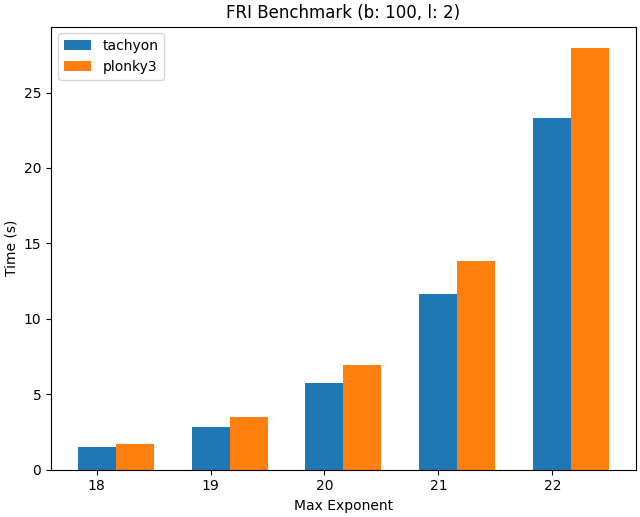 FRI Benchmark (b: 100, l: 2)
tachyon
plonky3
25
20
15
10
5
0
Time (s)
18 19 20 21 22
Max Exponent